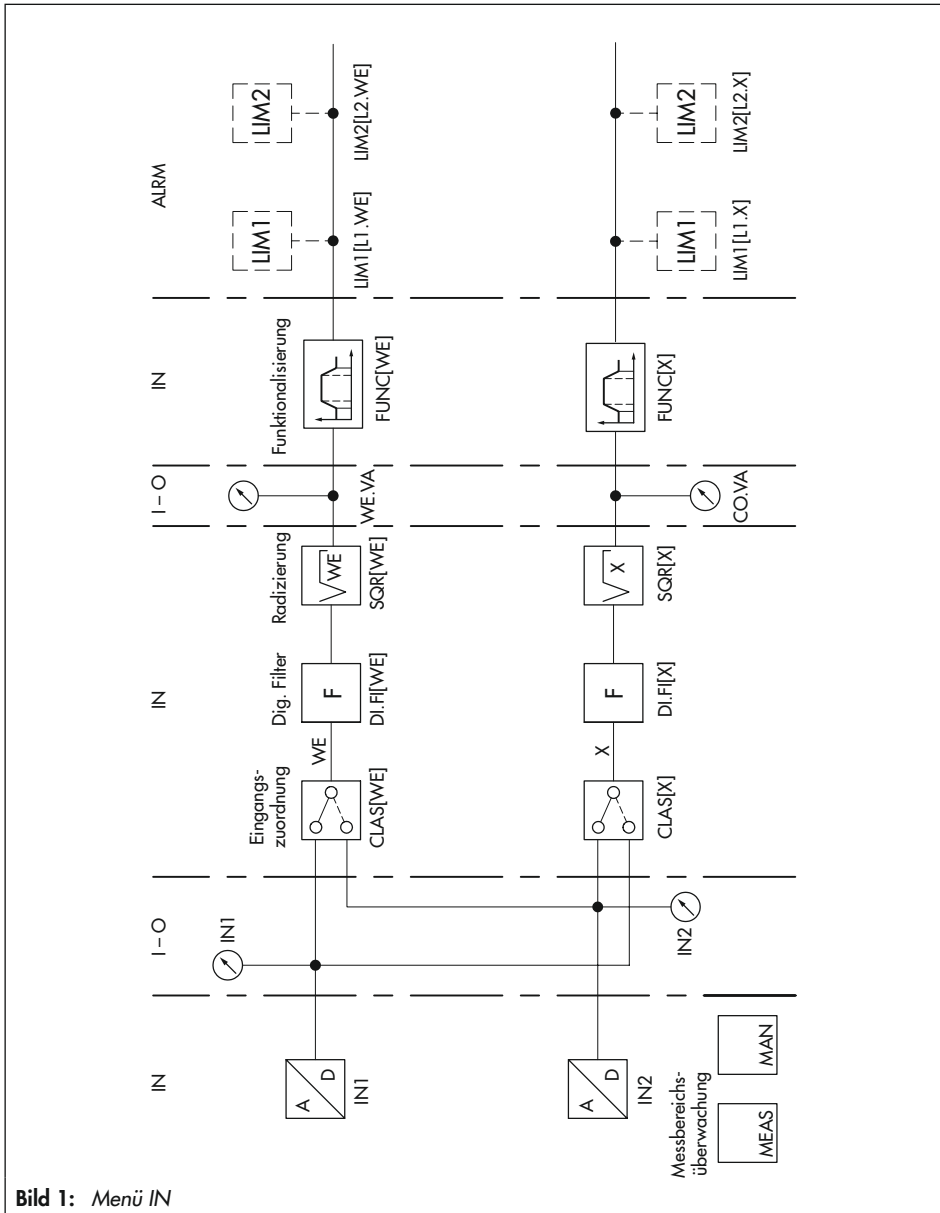 IN
I – O
IN
I – O
IN
ALRM
A
D
IN1
IN1
Eingangs-
zuordnung
CLAS[WE]
WE
Dig. Filter
F
DI.FI[WE]
Radizierung
WE
SQR[WE]
WE.VA
Funktionalisierung
FUNC[WE]
LIM1
LIM1[L1.WE]
LIM2
LIM2[L2.WE]
A
D
IN2
IN2
CLAS[X]
X
F
DI.FI[X]
X
SQR[X]
CO.VA
FUNC[X]
LIM1
LIM1[L1.X]
LIM2
LIM2[L2.X]
Messbereichs-
überwachung
MEAS
MAN
Bild 1: Menü IN